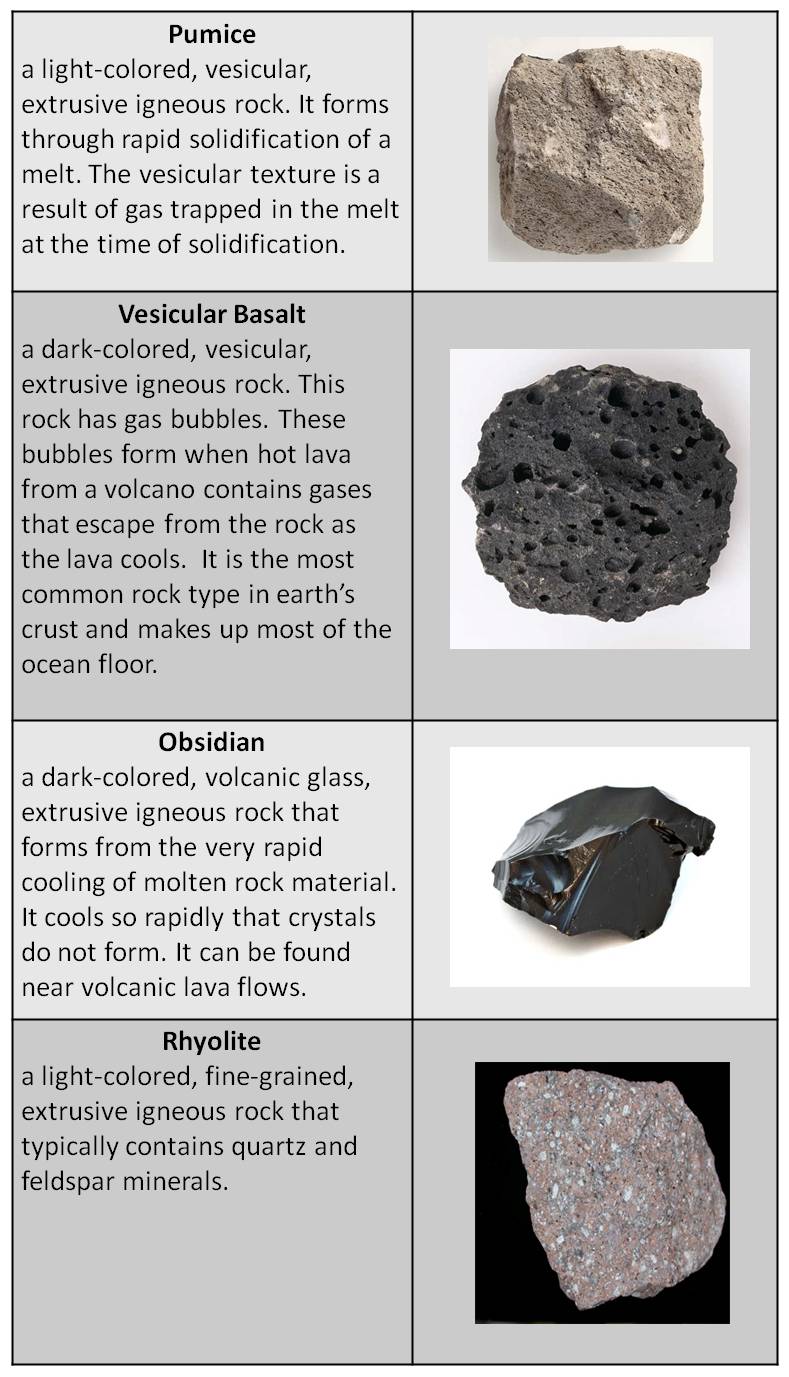 Pumice
a light-colored, vesicular,
extrusive igneous rock. It forms
through rapid solidification of a
melt. The vesicular texture is a
result of gas trapped in the melt
at the time of solidification.
Vesicular Basalt
a dark-colored, vesicular,
extrusive igneous rock. This
rock has gas bubbles. These
bubbles form when hot lava
from a volcano contains gases
that escape from the rock as
the lava cools.  It is the most
common rock type in earth’s
crust and makes up most of the
ocean floor.
Obsidian
a dark-colored, volcanic glass,
extrusive igneous rock that
forms from the very rapid
cooling of molten rock material.
It cools so rapidly that crystals
do not form. It can be found
near volcanic lava flows.
Rhyolite
a light-colored, fine-grained,
extrusive igneous rock that
typically contains quartz and
feldspar minerals.